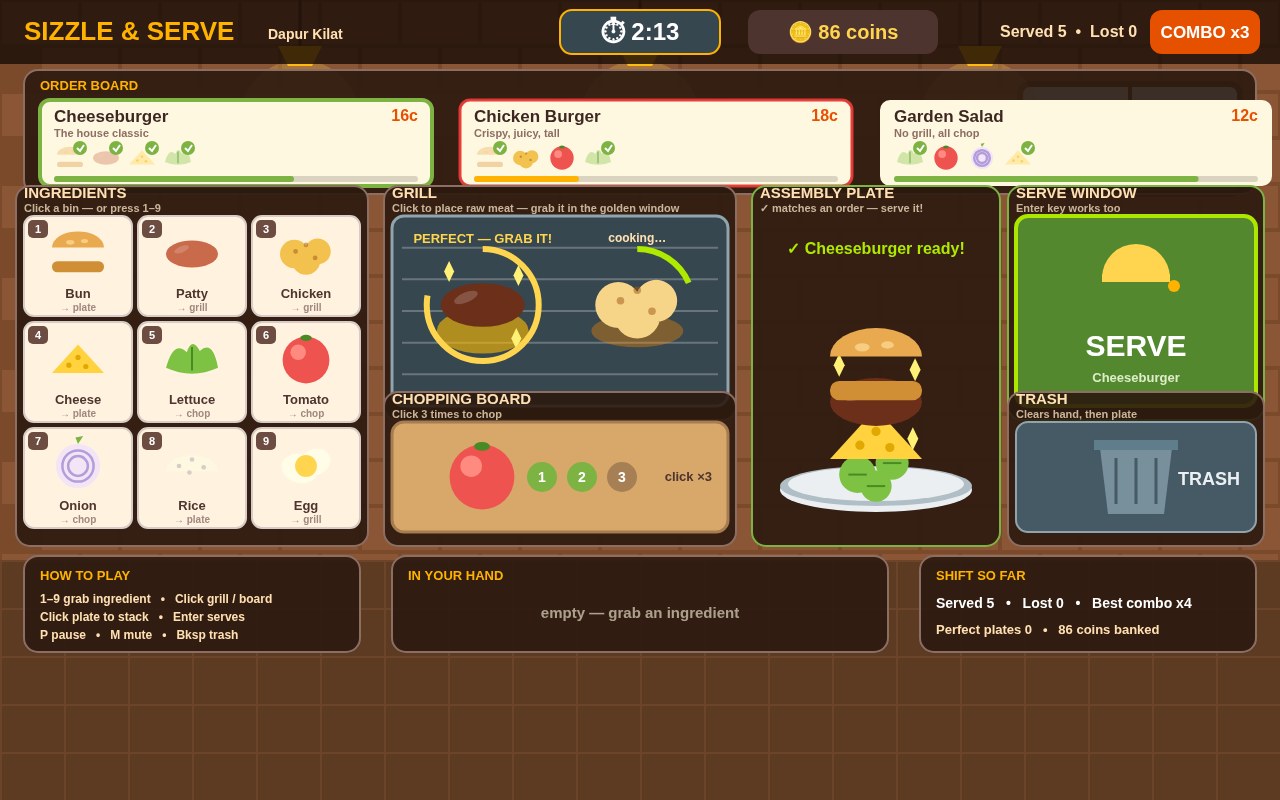 SIZZLE & SERVE
Dapur Kilat
2:13
86 coins
Served 5 • Lost 0
COMBO x3
ORDER BOARD
Cheeseburger
16c
The house classic
Chicken Burger
18c
Crispy, juicy, tall
Garden Salad
12c
No grill, all chop
INGREDIENTS
Click a bin — or press 1–9
1
Bun
→ plate
2
Patty
→ grill
3
Chicken
→ grill
4
Cheese
→ plate
5
Lettuce
→ chop
6
Tomato
→ chop
7
Onion
→ chop
8
Rice
→ plate
9
Egg
→ grill
GRILL
Click to place raw meat — grab it in the golden window
PERFECT — GRAB IT!
cooking…
CHOPPING BOARD
Click 3 times to chop
1
2
3
click ×3
ASSEMBLY PLATE
✓ matches an order — serve it!
✓ Cheeseburger ready!
SERVE WINDOW
Enter key works too
SERVE
Cheeseburger
TRASH
Clears hand, then plate
TRASH
HOW TO PLAY
1–9 grab ingredient • Click grill / board
Click plate to stack • Enter serves
P pause • M mute • Bksp trash
IN YOUR HAND
empty — grab an ingredient
SHIFT SO FAR
Served 5 • Lost 0 • Best combo x4
Perfect plates 0 • 86 coins banked